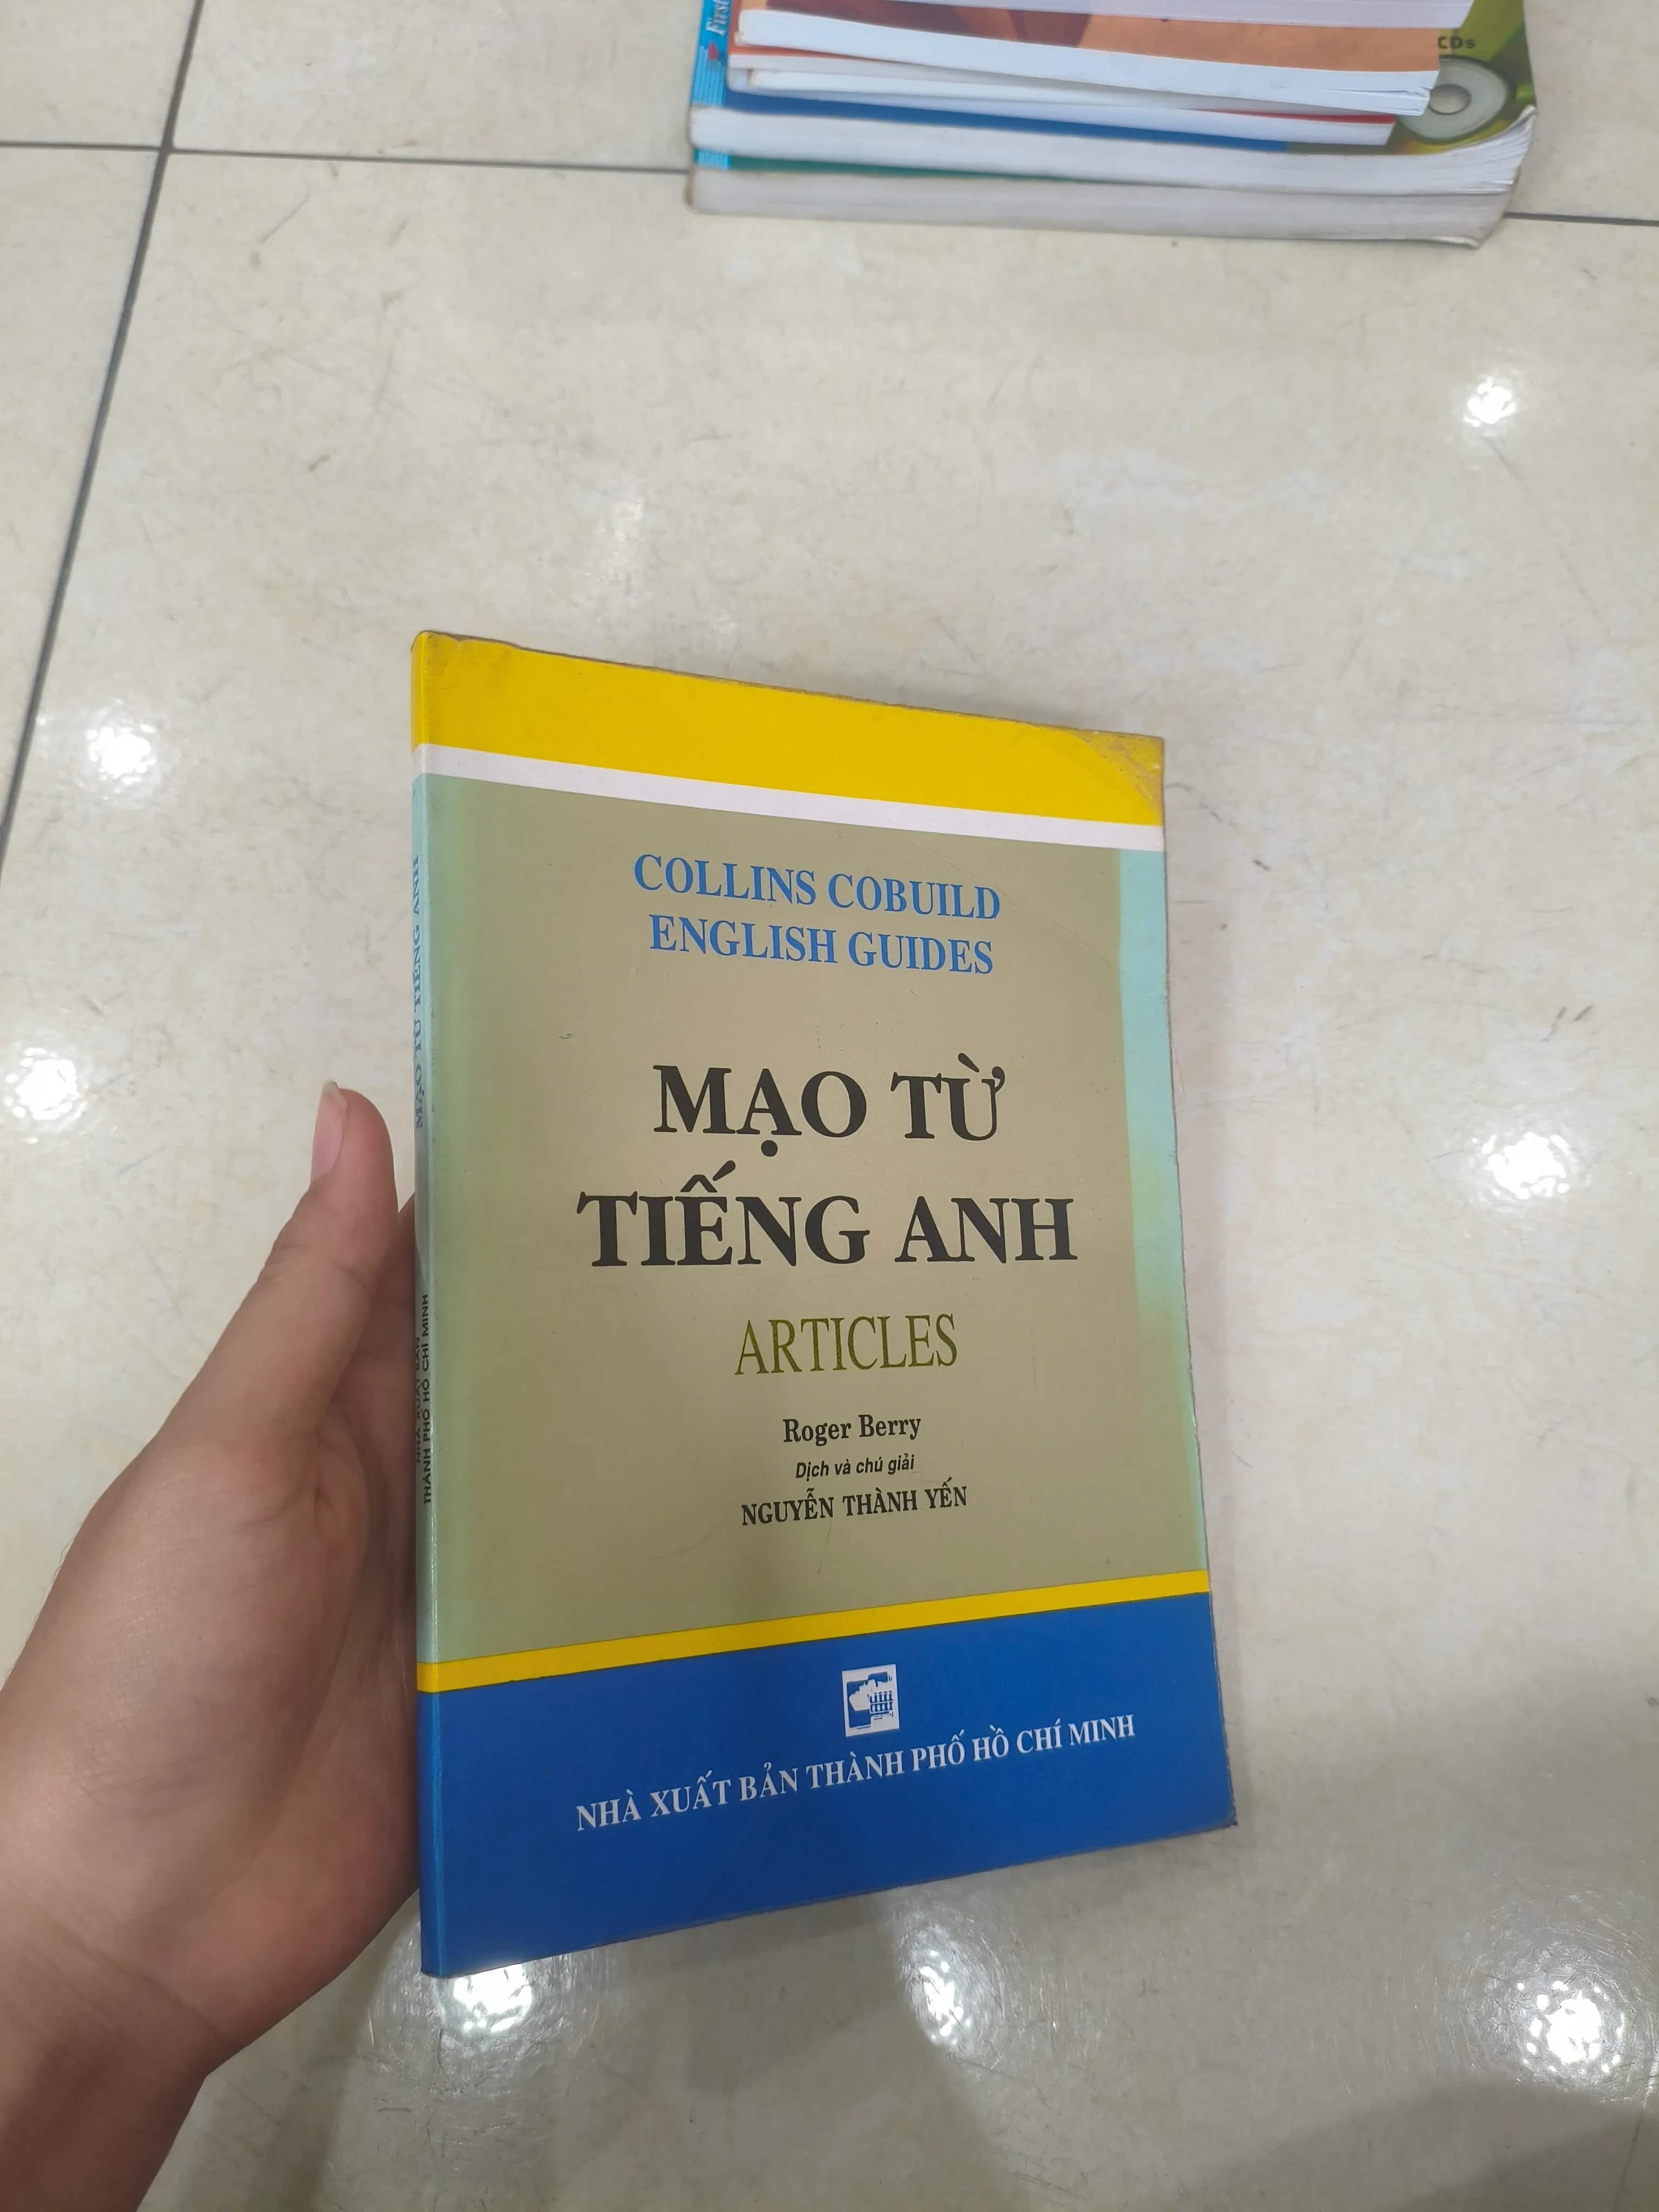 First
CDs
COLLINS COBUILD
ENGLISH GUIDES
MẠO TỪ
TIẾNG ANH
ARTICLES
Roger Berry
Dịch và chú giải
NGUYỄN THÀNH YẾN
NHÀ XUẤT BẢN THÀNH PHỐ HỒ CHÍ MINH
MẠO TỪ TIẾNG ANH
NHÀ XUẤT BẢN
THÀNH PHỐ HỒ CHÍ MINH